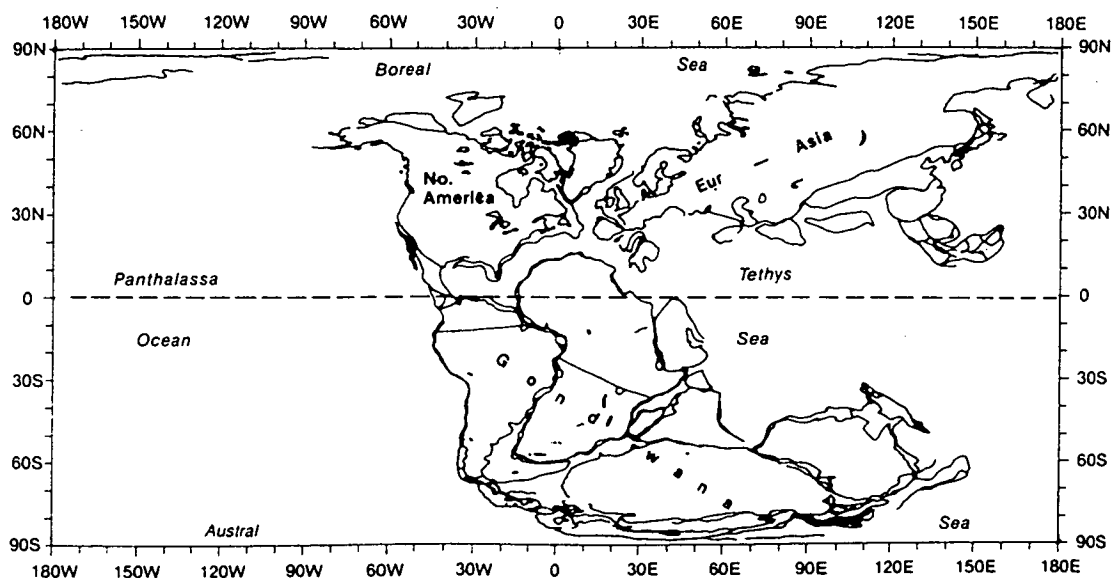 180W 150W 120W 90W 60W 30W 0 30E 60E 90E 120E 150E 180E
90N 90N
Boreal Sea
60N 60N
Eur Asia
No.
America
30N 30N
Panthalassa Tethys
0 0
Ocean Sea
Gondwana
30S 30S
60S 60S
Austral Sea
90S 90S
180W 150W 120W 90W 60W 30W 0 30E 60E 90E 120E 150E 180E